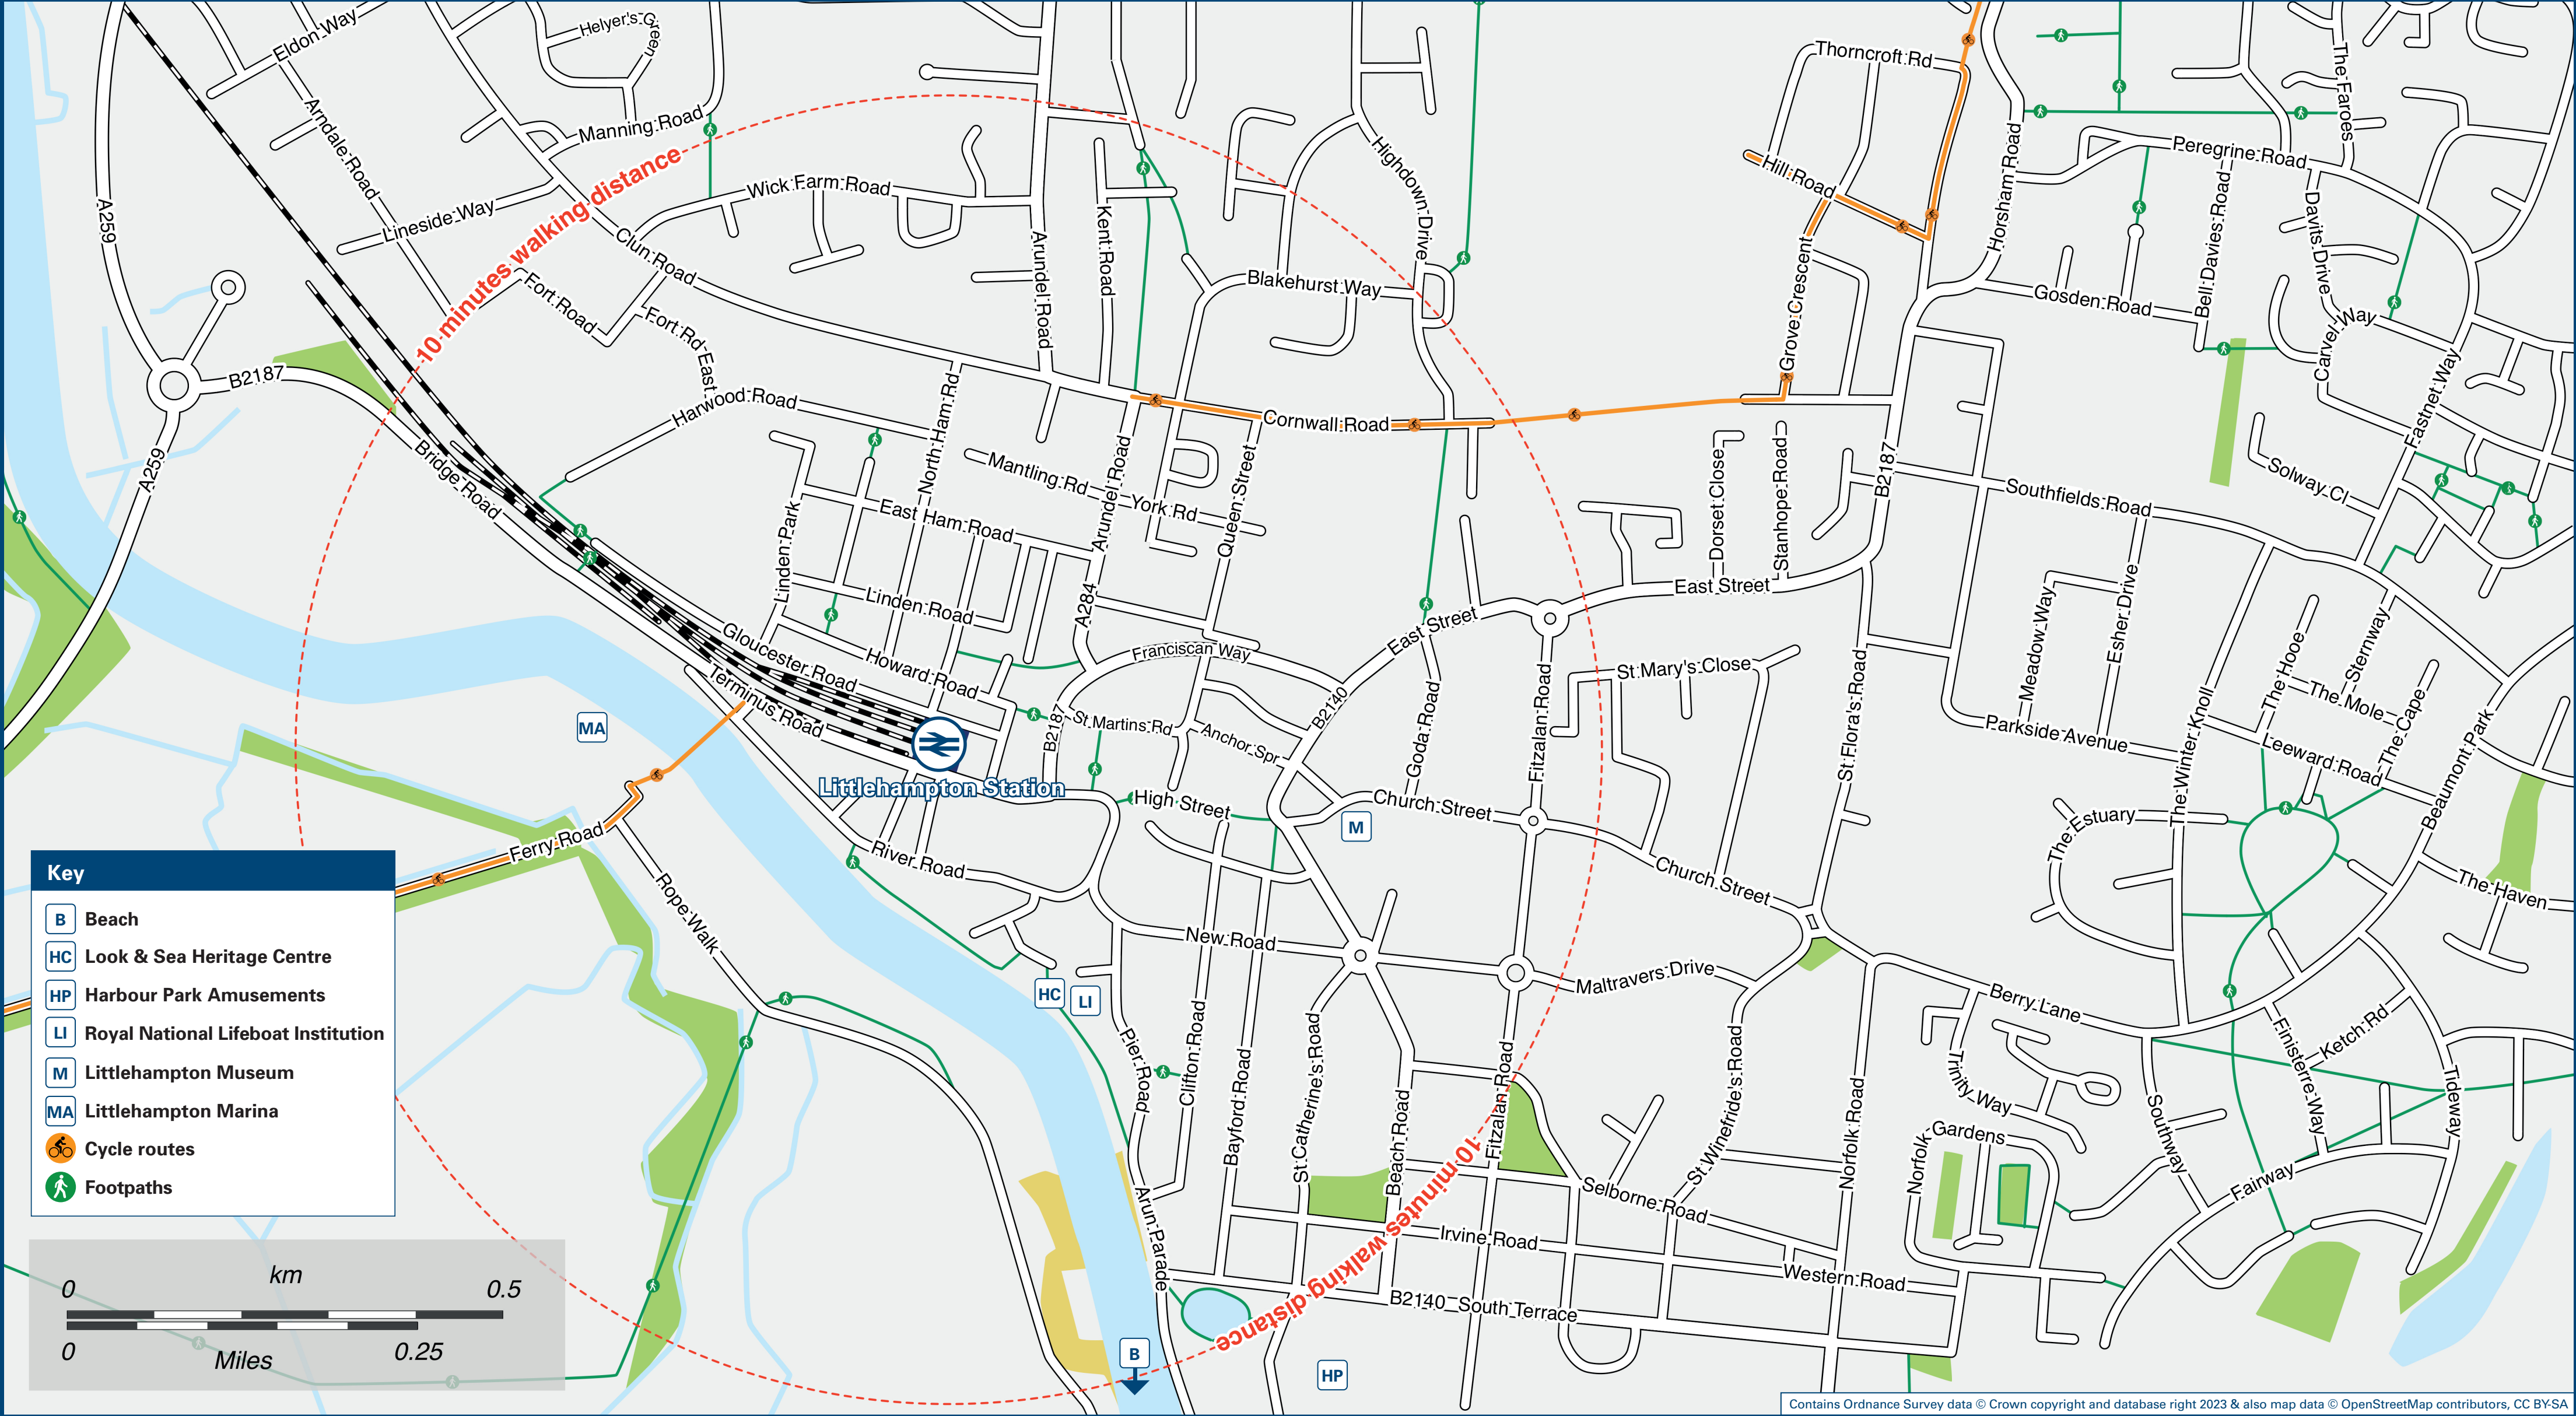 Eldon Way
Helyer's Green
Thorncroft Rd
The Faroes
Arndale Road
Manning Road
10 minutes walking distance
Highdown Drive
Hill Road
Horsham Road
Peregrine Road
A259
Lineside Way
Wick Farm Road
Clun Road
Arundel Road
Kent Road
Bell Davies Road
Davits Drive
Blakehurst Way
Grove Crescent
Gosden Road
Carvel Way
Fort Road
Fort Rd East
B2187
Harwood Road
North Ham Rd
Cornwall Road
Fastnet Way
A259
Bridge Road
Mantling Rd
York Rd
Arundel Road
Queen Street
Dorset Close
Stanhope Road
B2187
Southfields Road
Solway Cl
Linden Park
East Ham Road
Linden Road
A284
East Street
East Street
Meadow Way
Esher Drive
The Hooe
Sternway
Gloucester Road
Howard Road
Franciscan Way
Terminus Road
St Martins Rd
B2187
Anchor Spr
B2140
Goda Road
Fitzalan Road
St Mary's Close
St Flora's Road
Parkside Avenue
The Winter Knoll
The Mole
The Cape
Leeward Road
Beaumont Park
MA
Littlehampton Station
High Street
Church Street
M
The Estuary
Ferry Road
River Road
Church Street
The Haven
Rope Walk
New Road
Maltravers Drive
Berry Lane
HC
LI
Pier Road
Clifton Road
Bayford Road
St Catherine's Road
Beach Road
Fitzalan Road
St Winefride's Road
Norfolk Road
Trinity Way
Norfolk Gardens
Southway
Finisterre Way
Ketch Rd
Tideway
Fairway
Selborne Road
Arun Parade
Irvine Road
Western Road
B2140 South Terrace
10 minutes walking distance
B
HP
Key
B Beach
HC Look & Sea Heritage Centre
HP Harbour Park Amusements
LI Royal National Lifeboat Institution
M Littlehampton Museum
MA Littlehampton Marina
Cycle routes
Footpaths
0 km 0.5
0 Miles 0.25
Contains Ordnance Survey data © Crown copyright and database right 2023 & also map data © OpenStreetMap contributors, CC BY-SA